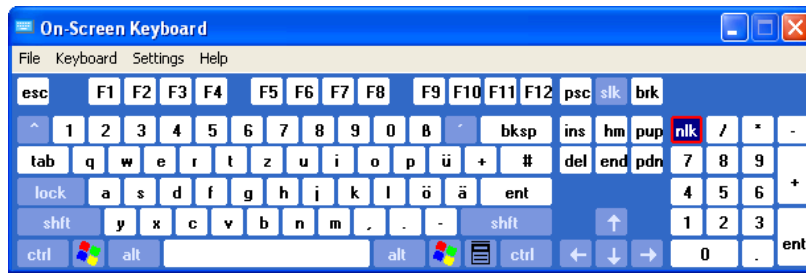 On-Screen Keyboard
File Keyboard Settings Help
esc F1 F2 F3 F4 F5 F6 F7 F8 F9 F10 F11 F12 psc slk brk
^ 1 2 3 4 5 6 7 8 9 0 ß ´ bksp ins hm pup nlk / * -
tab q w e r t z u i o p ü + # del end pdn 7 8 9 +
lock a s d f g h j k l ö ä ent 4 5 6
shft y x c v b n m , . - shft ↑ 1 2 3 ent
ctrl alt alt ctrl ← ↓ → 0 .